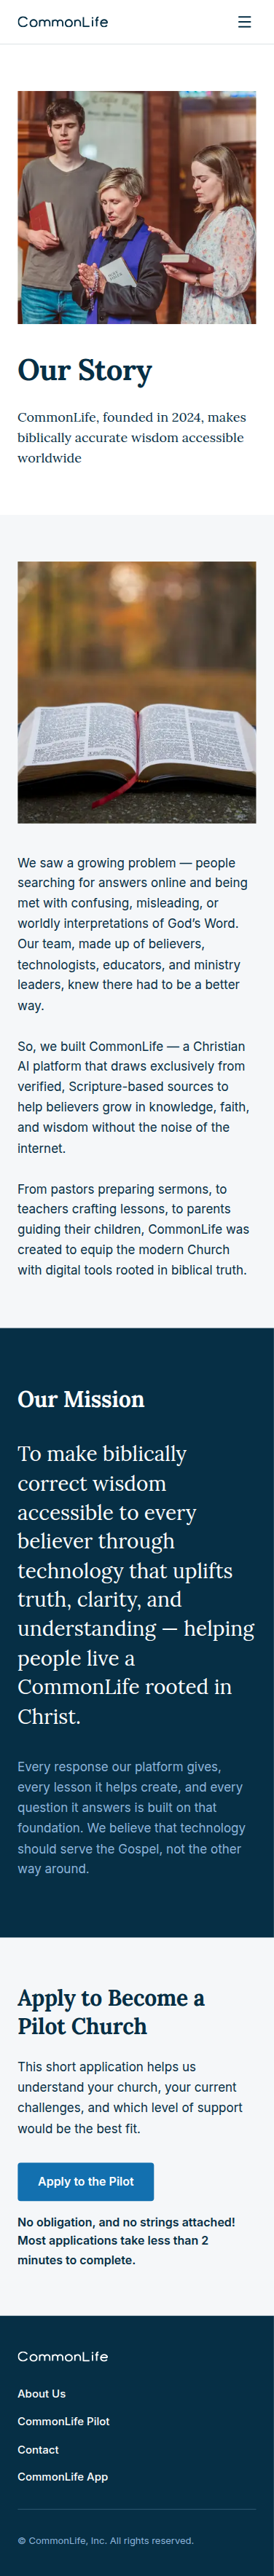 CommonLife
Our Story
CommonLife, founded in 2024, makes
biblically accurate wisdom accessible
worldwide
We saw a growing problem — people
searching for answers online and being
met with confusing, misleading, or
worldly interpretations of God’s Word.
Our team, made up of believers,
technologists, educators, and ministry
leaders, knew there had to be a better
way.
So, we built CommonLife — a Christian
AI platform that draws exclusively from
verified, Scripture-based sources to
help believers grow in knowledge, faith,
and wisdom without the noise of the
internet.
From pastors preparing sermons, to
teachers crafting lessons, to parents
guiding their children, CommonLife was
created to equip the modern Church
with digital tools rooted in biblical truth.
Our Mission
To make biblically
correct wisdom
accessible to every
believer through
technology that uplifts
truth, clarity, and
understanding — helping
people live a
CommonLife rooted in
Christ.
Every response our platform gives,
every lesson it helps create, and every
question it answers is built on that
foundation. We believe that technology
should serve the Gospel, not the other
way around.
Apply to Become a
Pilot Church
This short application helps us
understand your church, your current
challenges, and which level of support
would be the best fit.
Apply to the Pilot
No obligation, and no strings attached!
Most applications take less than 2
minutes to complete.
CommonLife
About Us
CommonLife Pilot
Contact
CommonLife App
© CommonLife, Inc. All rights reserved.